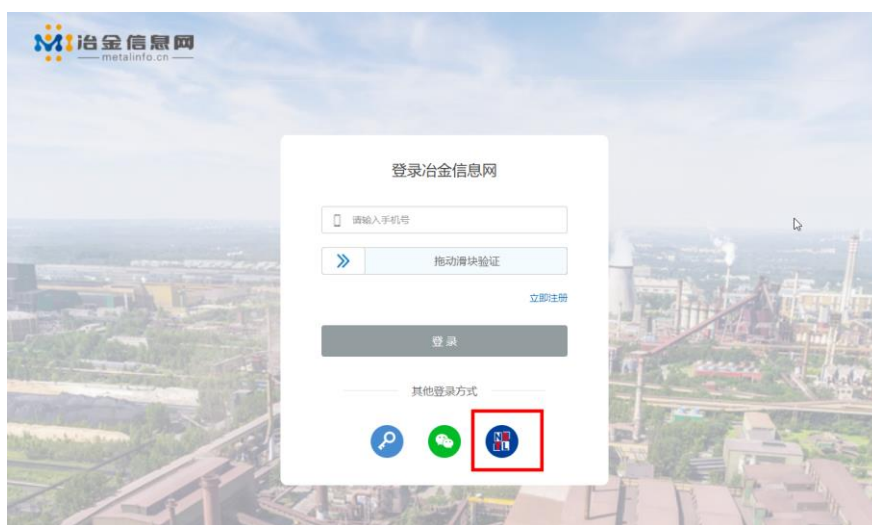 冶金信息网
metalinfo.cn
登录冶金信息网
请输入手机号
拖动滑块验证
立即注册
登录
其他登录方式
N
L